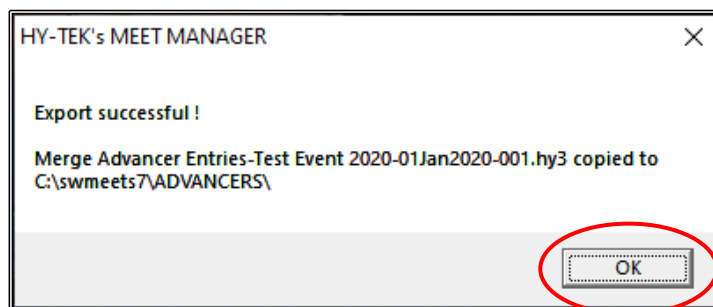 HY-TEK's MEET MANAGER
Export successful !
Merge Advancer Entries-Test Event 2020-01Jan2020-001.hy3 copied to
C:\swmeets7\ADVANCERS\
OK